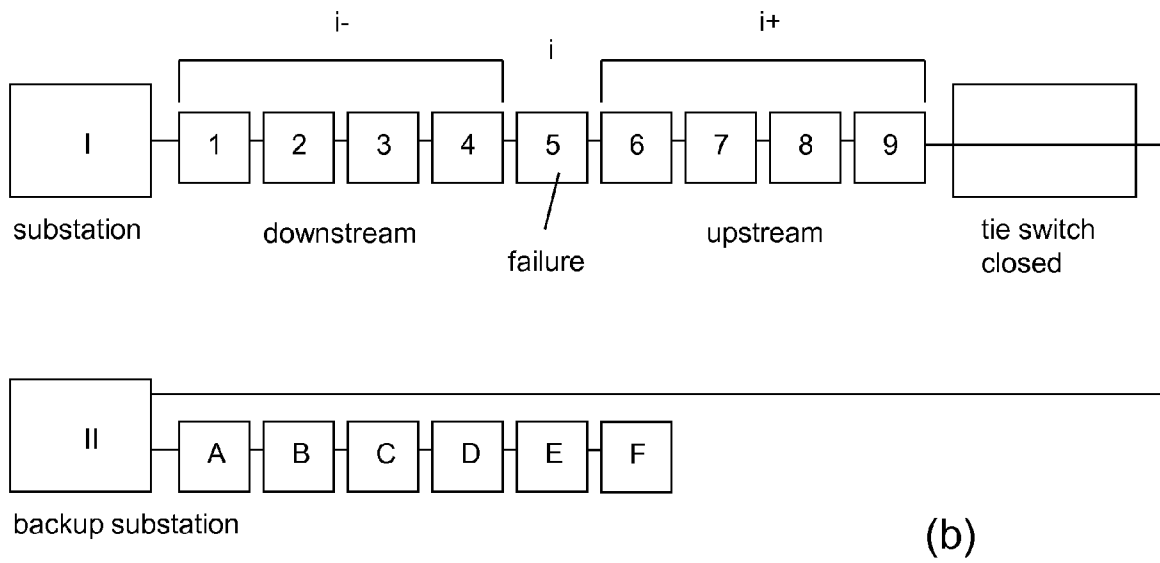 i- i i+
I 1 2 3 4 5 6 7 8 9
substation downstream failure upstream tie switch
closed
II A B C D E F
backup substation
(b)